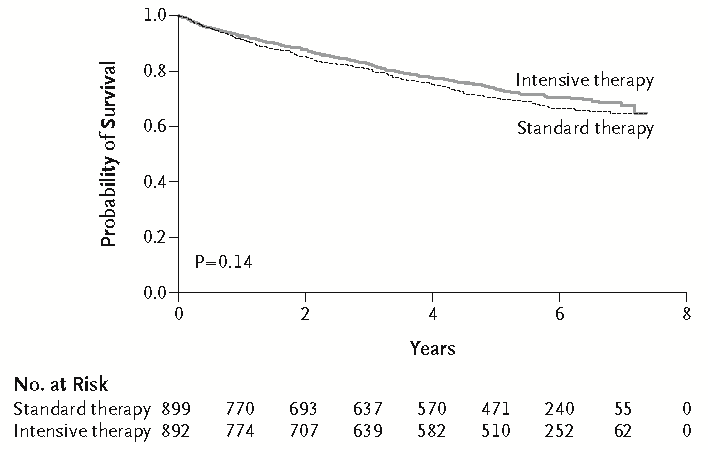 1.0
0.8
Intensive therapy
Probability of Survival
0.6
Standard therapy
0.4
0.2
P=0.14
0.0
0 2 4 6 8
Years
No. at Risk
Standard therapy 899 770 693 637 570 471 240 55 0
Intensive therapy 892 774 707 639 582 510 252 62 0